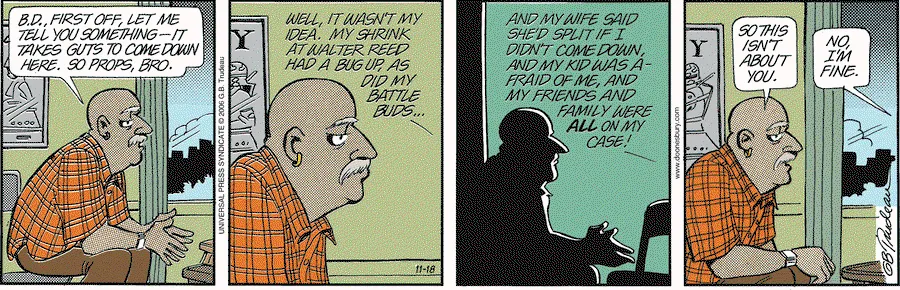 B.D., FIRST OFF, LET ME
TELL YOU SOMETHING—IT
TAKES GUTS TO COME DOWN
HERE. SO PROPS, BRO.
UNIVERSAL PRESS SYNDICATE © 2006 G.B. Trudeau
Y
WELL, IT WASN'T MY
IDEA. MY SHRINK
AT WALTER REED
HAD A BUG UP, AS
DID MY
BATTLE
BUDS...
11-18
AND MY WIFE SAID
SHE'D SPLIT IF I
DIDN'T COME DOWN,
AND MY KID WAS A-
FRAID OF ME, AND
MY FRIENDS AND
FAMILY WERE
ALL ON MY
CASE!
www.doonesbury.com
Y
SO THIS
ISN'T
ABOUT
YOU.
NO,
I'M
FINE.
GBTrudeau